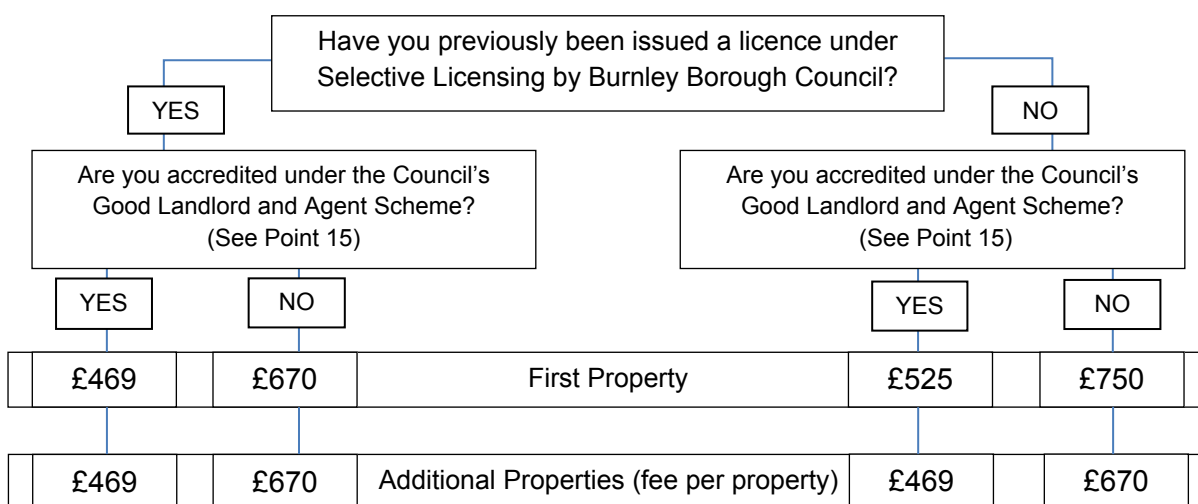 Have you previously been issued a licence under
Selective Licensing by Burnley Borough Council?
YES
NO
Are you accredited under the Council's
Good Landlord and Agent Scheme?
(See Point 15)
Are you accredited under the Council's
Good Landlord and Agent Scheme?
(See Point 15)
YES
NO
YES
NO
£469
£670
First Property
£525
£750
£469
£670
Additional Properties (fee per property)
£469
£670